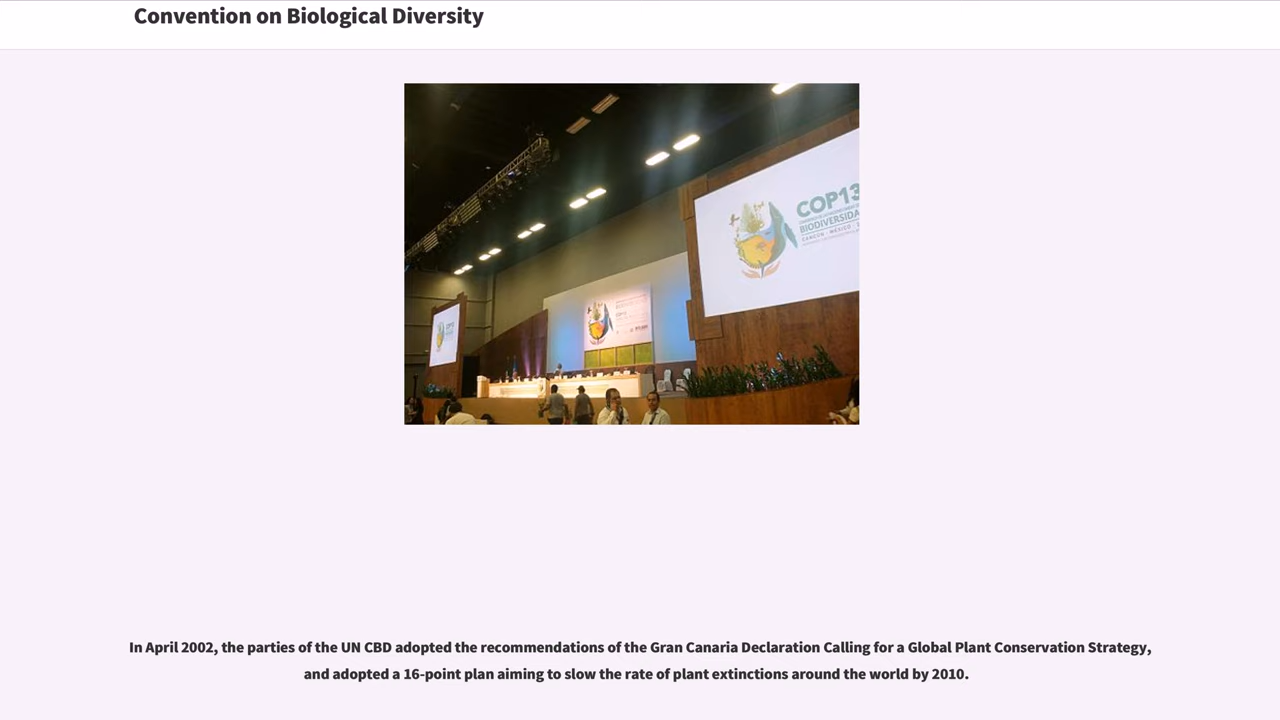 Convention on Biological Diversity
COP13
BIODIVERSIDA
CANCÚN · MÉXICO
In April 2002, the parties of the UN CBD adopted the recommendations of the Gran Canaria Declaration Calling for a Global Plant Conservation Strategy,
and adopted a 16-point plan aiming to slow the rate of plant extinctions around the world by 2010.